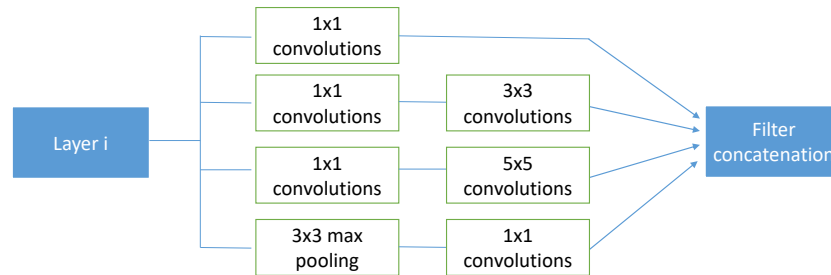 Layer i
1x1
convolutions
1x1
convolutions
3x3
convolutions
1x1
convolutions
5x5
convolutions
3x3 max
pooling
1x1
convolutions
Filter
concatenation